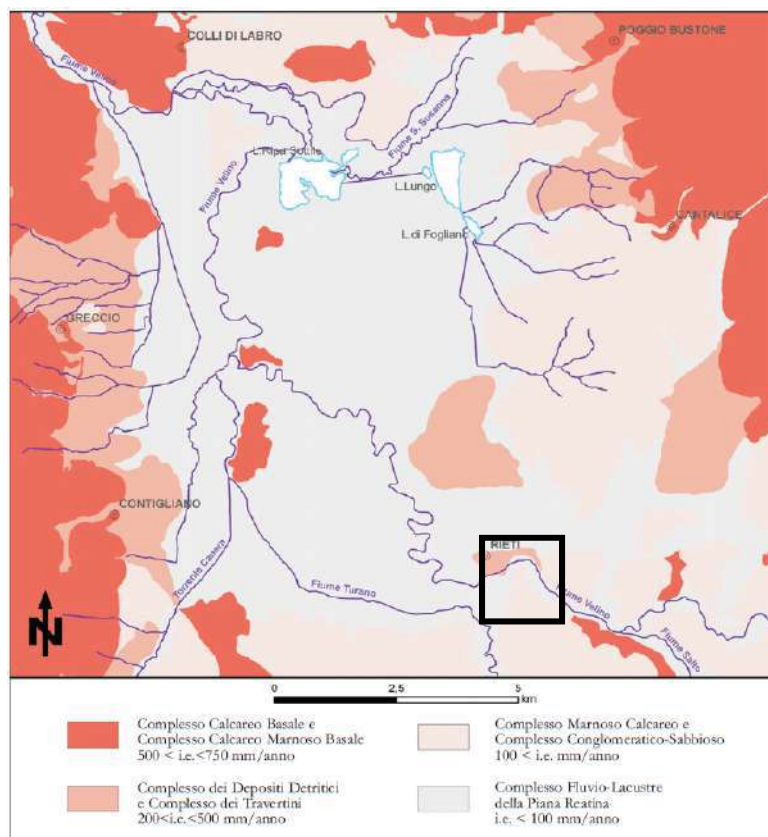 COLLI DI LABRO
POGGIO BUSTONE
Fiume Velino
Fiume S. Susanna
L.Ripa Sottile
L.Lungo
Fiume Velino
CANTALICE
L.di Fogliano
GRECCIO
CONTIGLIANO
RIETI
Torrente Canera
Fiume Turano
Fiume Velino
Fiume Salto
N
0 2,5 5
km
Complesso Calcareo Basale e
Complesso Calcareo Marnoso Basale
500 < i.e.<750 mm/anno
Complesso Marnoso Calcareo e
Complesso Conglomeratico-Sabbioso
100 < i.e. mm/anno
Complesso dei Depositi Detritici
e Complesso dei Travertini
200<i.e.<500 mm/anno
Complesso Fluvio-Lacustre
della Piana Reatina
i.e. < 100 mm/anno